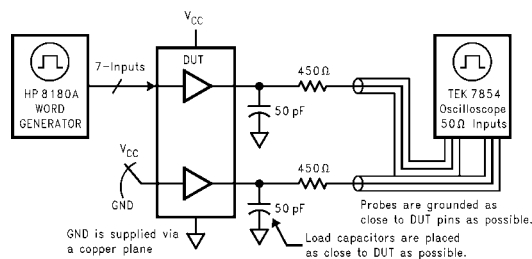 VCC
DUT
7-Inputs
HP 8180A
WORD
GENERATOR
450Ω
50 pF
TEK 7854
Oscilloscope
50Ω Inputs
VCC
GND
450Ω
50 pF
Probes are grounded as
close to DUT pins as possible.
GND is supplied via
a copper plane
Load capacitors are placed
as close to DUT as possible.